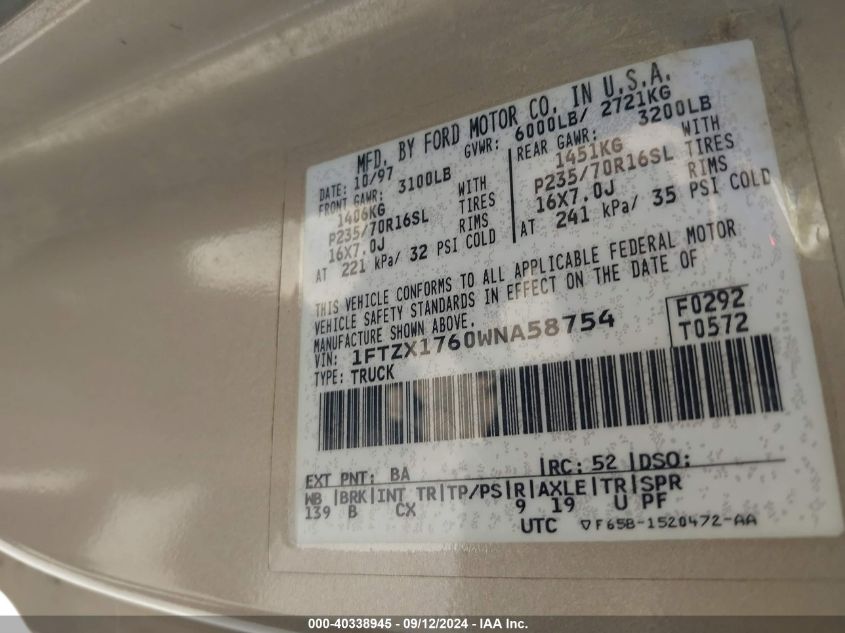 MFD. BY FORD MOTOR CO. IN U.S.A.
DATE: 10/97 GVWR: 6000LB/ 2721KG
FRONT GAWR: 3100LB REAR GAWR: 3200LB
1406KG WITH 1451KG WITH
P235/70R16SL TIRES P235/70R16SL TIRES
16X7.0J RIMS 16X7.0J RIMS
AT 221 kPa/ 32 PSI COLD AT 241 kPa/ 35 PSI COLD
THIS VEHICLE CONFORMS TO ALL APPLICABLE FEDERAL MOTOR
VEHICLE SAFETY STANDARDS IN EFFECT ON THE DATE OF
MANUFACTURE SHOWN ABOVE.
VIN: 1FTZX1760WNA58754
F0292
T0572
TYPE: TRUCK
EXT PNT: BA RC: 52 DSO:
WB BRK INT TR TP/PS R AXLE TR SPR
139 B CX 9 19 U PF
UTC ▽F65B-1520472-AA
000-40338945 - 09/12/2024 - IAA Inc.